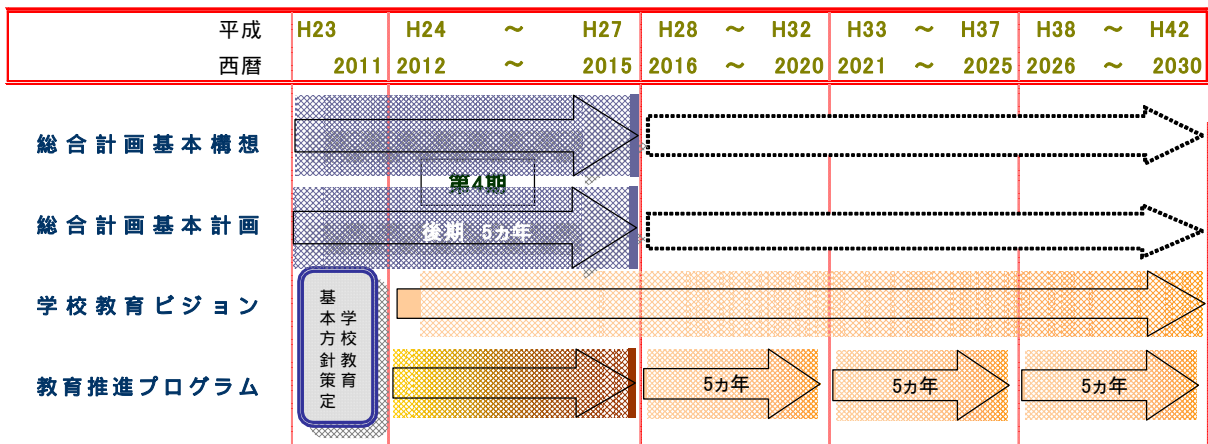 平成 H23 H24 ～ H27 H28 ～ H32 H33 ～ H37 H38 ～ H42
西暦 2011 2012 ～ 2015 2016 ～ 2020 2021 ～ 2025 2026 ～ 2030
総合計画基本構想
第4期
総合計画基本計画
後期 5ヵ年
学校教育ビジョン
学校教育
基本方針策定
教育推進プログラム
5ヵ年 5ヵ年 5ヵ年